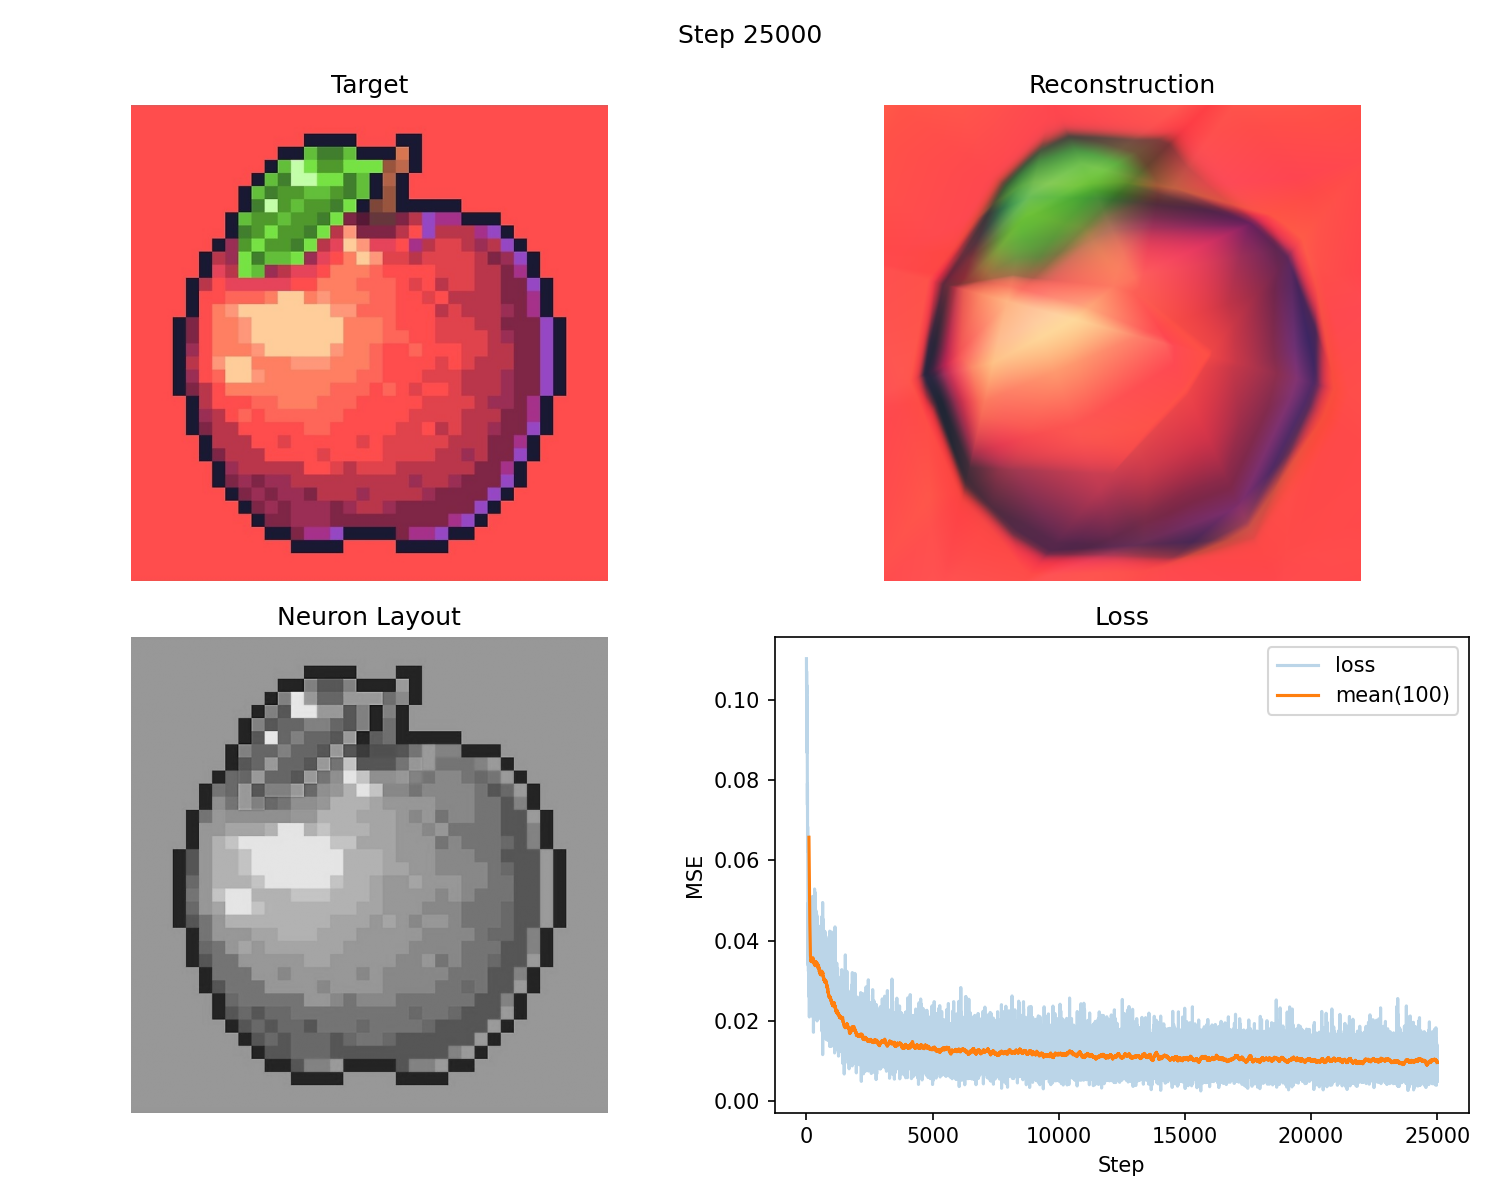 Step 25000
Target
Reconstruction
Neuron Layout
Loss
loss
mean(100)
MSE
0.10
0.08
0.06
0.04
0.02
0.00
0 5000 10000 15000 20000 25000
Step